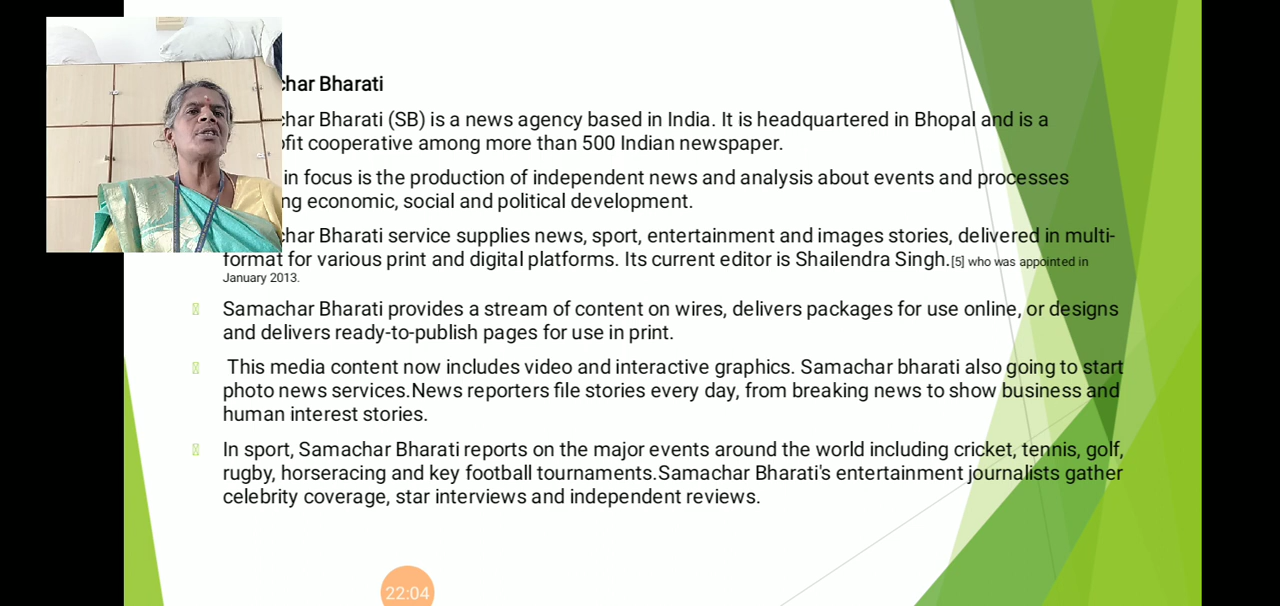 char Bharati
char Bharati (SB) is a news agency based in India. It is headquartered in Bhopal and is a
ofit cooperative among more than 500 Indian newspaper.
in focus is the production of independent news and analysis about events and processes
ng economic, social and political development.
char Bharati service supplies news, sport, entertainment and images stories, delivered in multi-
format for various print and digital platforms. Its current editor is Shailendra Singh.[5] who was appointed in
January 2013.
Samachar Bharati provides a stream of content on wires, delivers packages for use online, or designs
and delivers ready-to-publish pages for use in print.
This media content now includes video and interactive graphics. Samachar bharati also going to start
photo news services.News reporters file stories every day, from breaking news to show business and
human interest stories.
In sport, Samachar Bharati reports on the major events around the world including cricket, tennis, golf,
rugby, horseracing and key football tournaments.Samachar Bharati's entertainment journalists gather
celebrity coverage, star interviews and independent reviews.
22:04